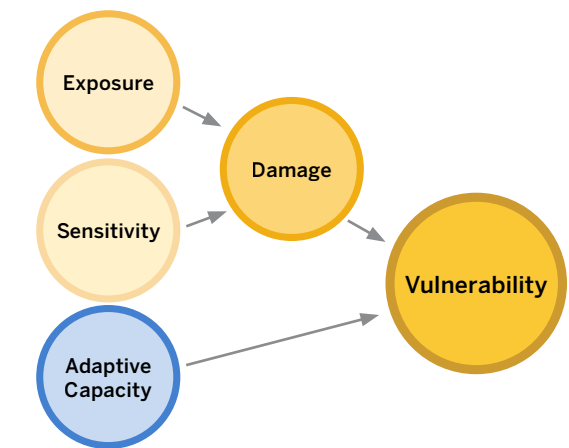 Exposure
Damage
Sensitivity
Vulnerability
Adaptive
Capacity